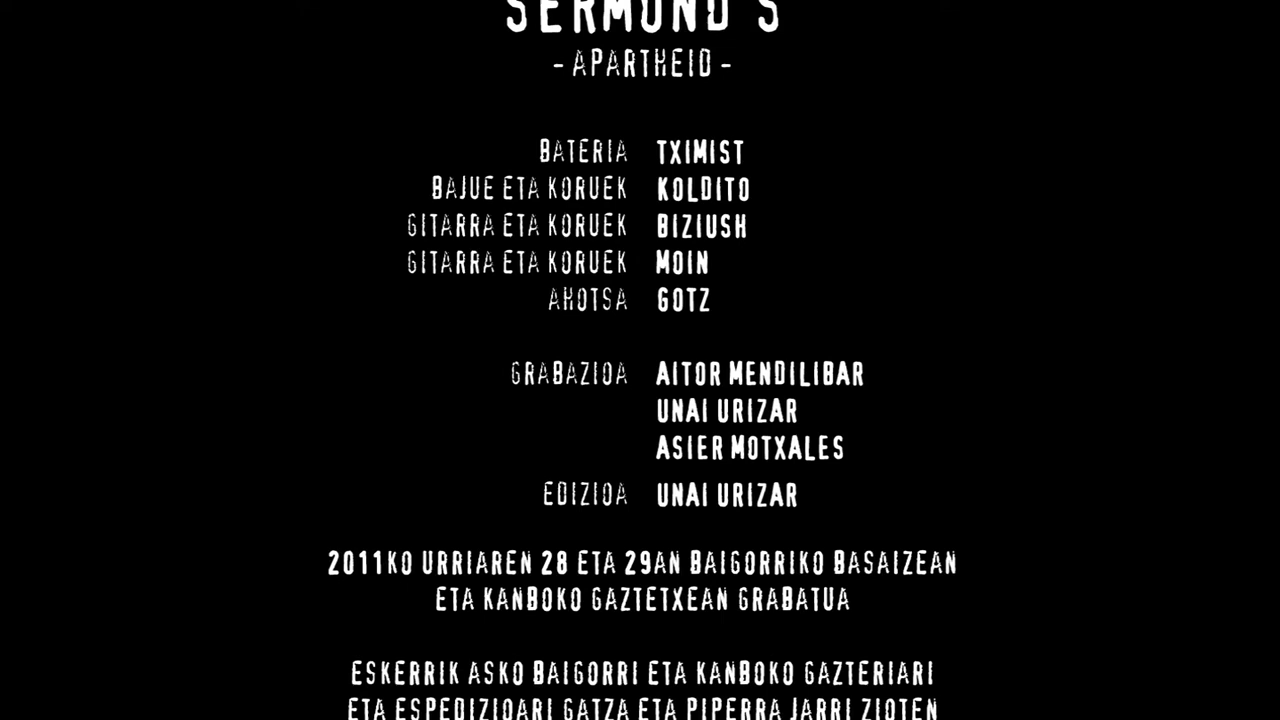 SERMOND'S
- APARTHEID -
BATERIA TXIMIST
BAJUE ETA KORUEK KOLDITO
GITARRA ETA KORUEK BIZIUSH
GITARRA ETA KORUEK MOIN
AHOTSA GOTZ
GRABAZIOA AITOR MENDILIBAR
UNAI URIZAR
ASIER MOTXALES
EDIZIOA UNAI URIZAR
2011KO URRIAREN 28 ETA 29AN BAIGORRIKO BASAIZEAN
ETA KANBOKO GAZTETXEAN GRABATUA
ESKERRIK ASKO BAIGORRI ETA KANBOKO GAZTERIARI
ETA ESPEDIZIOARI GATZA ETA PIPERRA JARRI ZIOTEN